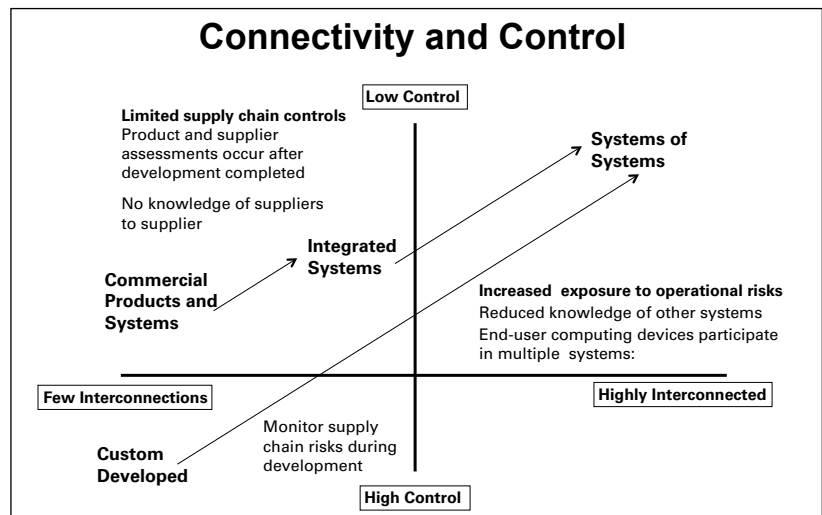 Connectivity and Control
Low Control
Limited supply chain controls
Product and supplier
assessments occur after
development completed
No knowledge of suppliers
to supplier
Systems of
Systems
Integrated
Systems
Commercial
Products and
Systems
Increased exposure to operational risks
Reduced knowledge of other systems
End-user computing devices participate
in multiple systems:
Few Interconnections
Highly Interconnected
Monitor supply
chain risks during
development
Custom
Developed
High Control